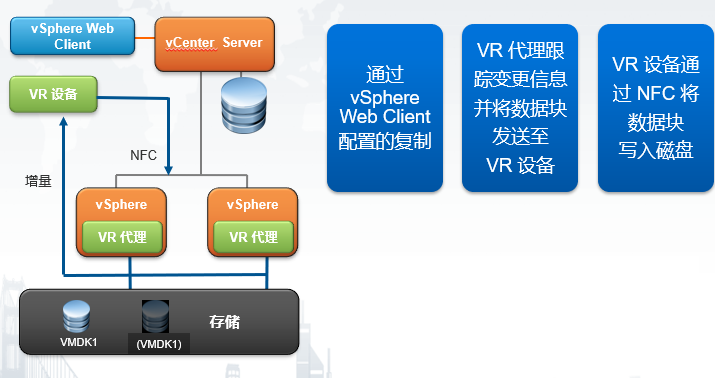 vSphere Web
Client
vCenter Server
VR 设备
NFC
增量
vSphere
VR 代理
vSphere
VR 代理
存储
VMDK1
(VMDK1)
通过
vSphere
Web Client
配置的复制
VR 代理跟
踪变更信息
并将数据块
发送至
VR 设备
VR 设备通
过 NFC 将
数据块
写入磁盘